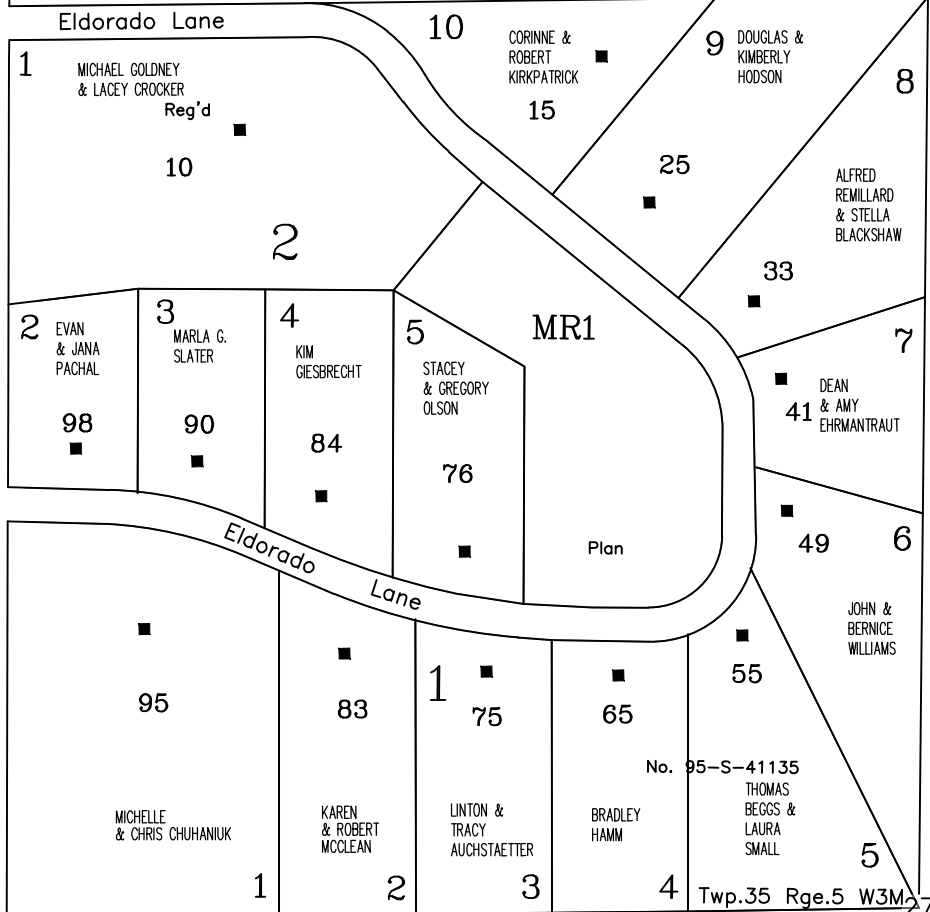 Eldorado Lane
1
MICHAEL GOLDNEY
& LACEY CROCKER
Reg'd
10
2
10
CORINNE &
ROBERT
KIRKPATRICK
15
9
DOUGLAS &
KIMBERLY
HODSON
25
8
ALFRED
REMILLARD
& STELLA
BLACKSHAW
33
2
EVAN
& JANA
PACHAL
98
3
MARLA G.
SLATER
90
4
KIM
GIESBRECHT
84
5
STACEY
& GREGORY
OLSON
76
MR1
Plan
7
DEAN
& AMY
EHRMANTRAUT
41
49
6
JOHN &
BERNICE
WILLIAMS
Eldorado
Lane
95
MICHELLE
& CHRIS CHUHANIUK
1
83
KAREN
& ROBERT
MCCLEAN
2
1
75
LINTON &
TRACY
AUCHSTAETTER
3
65
BRADLEY
HAMM
4
55
No. 95-S-41135
THOMAS
BEGGS &
LAURA
SMALL
5
Twp.35 Rge.5 W3M